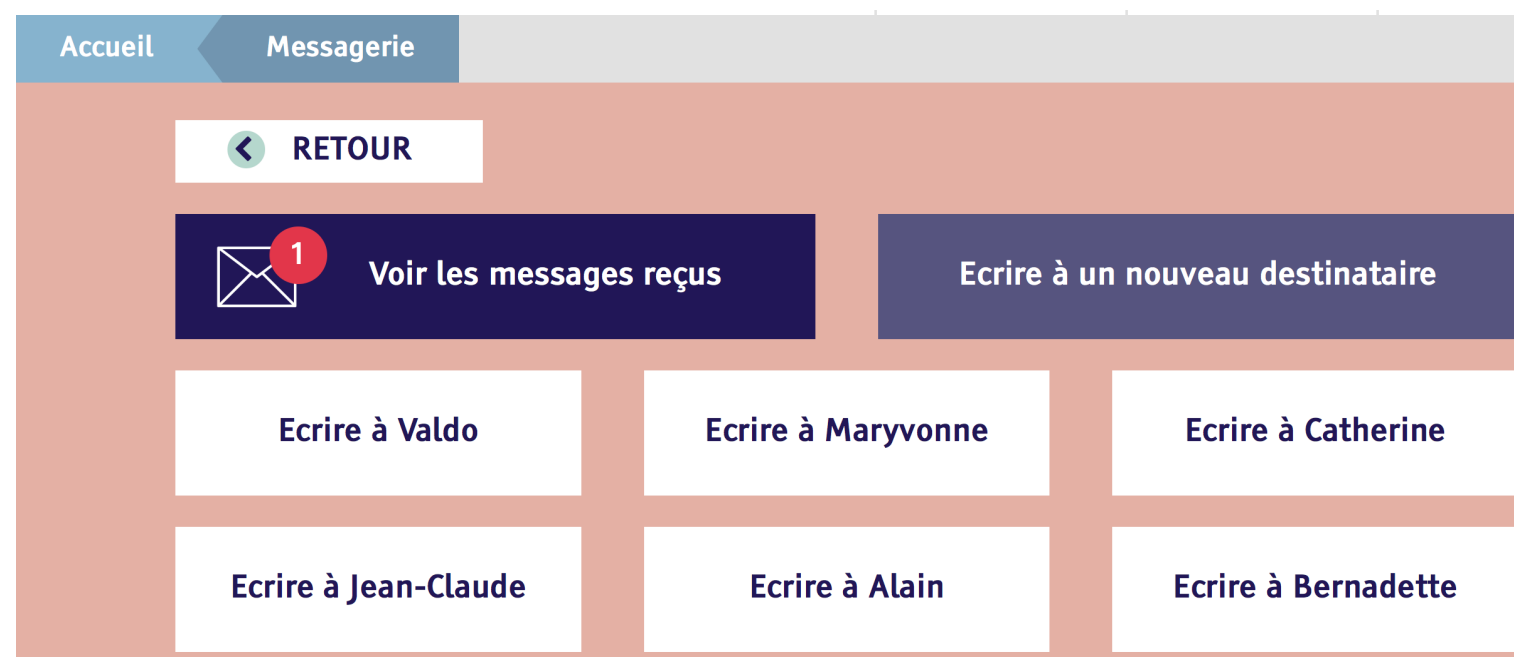 Accueil
Messagerie
RETOUR
1
Voir les messages reçus
Ecrire à un nouveau destinataire
Ecrire à Valdo
Ecrire à Maryvonne
Ecrire à Catherine
Ecrire à Jean-Claude
Ecrire à Alain
Ecrire à Bernadette